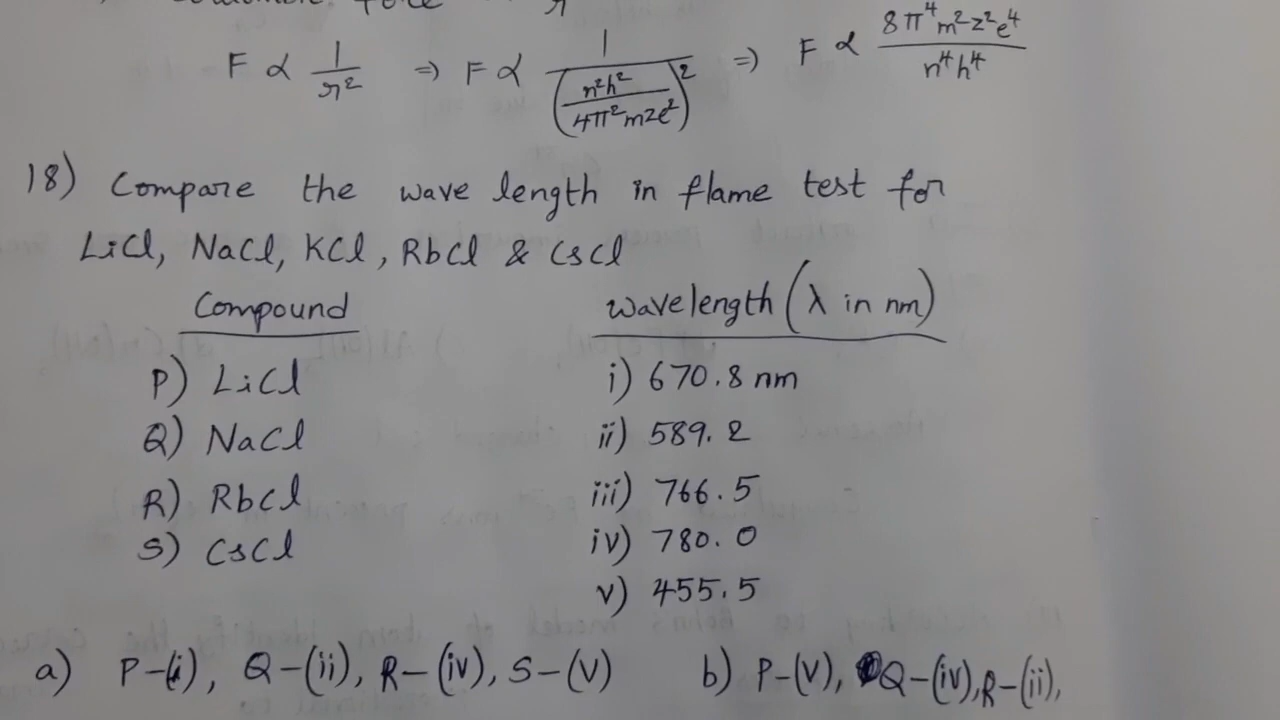 F ∝ 1/r² ⇒ F ∝ 1/(n²h²/4π²mze²)² ⇒ F ∝ 8π⁴m²z²e⁴/n⁴h⁴
18) Compare the wave length in flame test for
LiCl, NaCl, KCl, RbCl & CsCl
Compound wavelength (λ in nm)
P) LiCl i) 670.8 nm
Q) NaCl ii) 589.2
R) RbCl iii) 766.5
S) CsCl iv) 780.0
v) 455.5
a) P-(i), Q-(ii), R-(iv), S-(V) b) P-(V), Q-(iv), R-(ii),